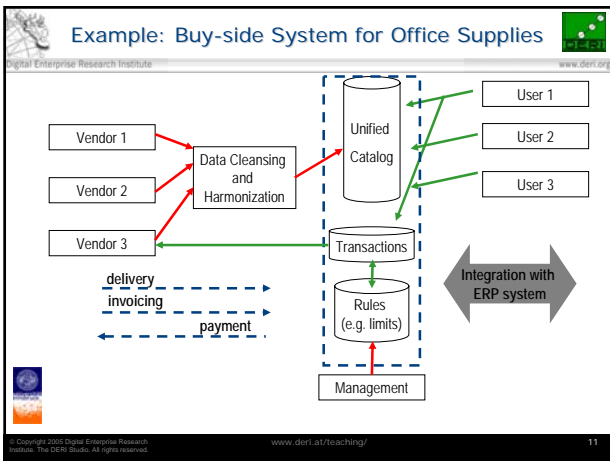 Example: Buy-side System for Office Supplies
DERI
Digital Enterprise Research Institute
www.deri.org
Vendor 1
Vendor 2
Vendor 3
Data Cleansing
and
Harmonization
Unified
Catalog
User 1
User 2
User 3
Transactions
Rules
(e.g. limits)
Management
Integration with
ERP system
delivery
invoicing
payment
© Copyright 2005 Digital Enterprise Research
Institute. The DERI Studio. All rights reserved.
www.deri.at/teaching/
11